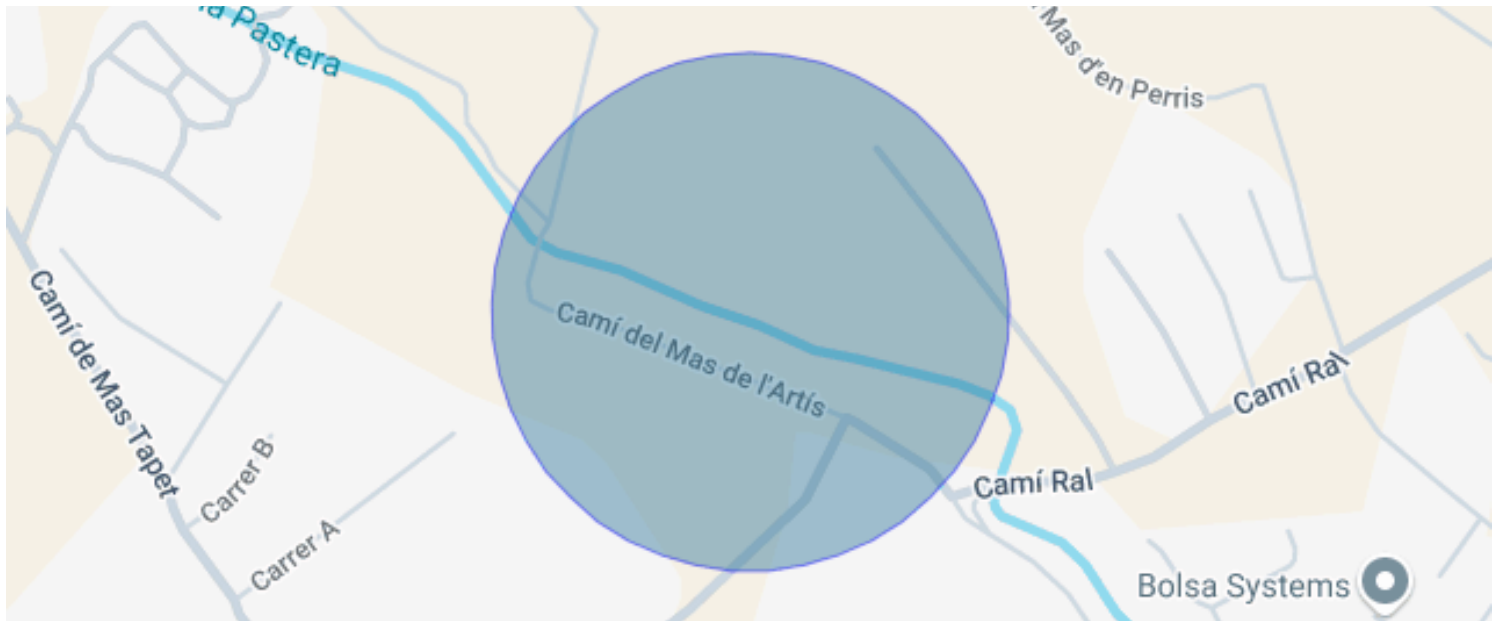 la Pastera
Mas d'en Perris
Camí de Mas Tapet
Camí del Mas de l'Artís
Camí Ral
Camí Ral
Carrer B
Carrer A
Bolsa Systems